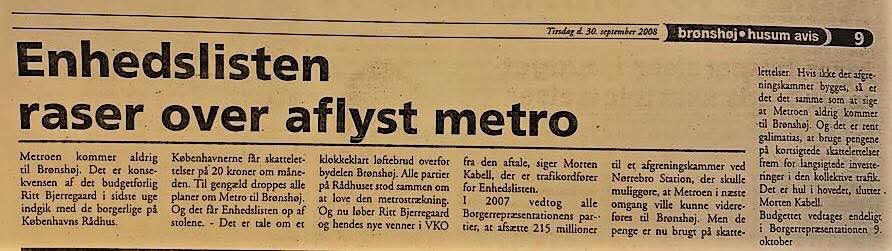 Tirsdag d. 30. september 2008 brønshøj • husum avis 9
Enhedslisten
raser over aflyst metro
Metroen kommer aldrig
til Brønshøj. Det er konse-
kvensen af det budgetforlig
Ritt Bjerregaard i sidste uge
indgik med de borgerlige på
Københavns Rådhus.
Københavnerne får skattelet-
telser på 20 kroner om måne-
den. Til gengæld droppes alle
planer om Metro til Brønshøj.
Og det får Enhedslisten op af
stolene. - Det er tale om et
klokkeklart løftebrud overfor
bydelen Brønshøj. Alle partier
på Rådhuset stod sammen om
at love den metrostrækning.
Og nu løber Ritt Bjerregaard
og hendes nye venner i VKO
fra den aftale, siger Morten
Kabell, der er trafikordfører
for Enhedslisten.
I 2007 vedtog alle
Borgerrepræsentationens par-
tier, at afsætte 215 millioner
til et afgreningskammer ved
Nørrebro Station, der skulle
muliggøre, at Metroen i næste
omgang ville kunne videre-
føres til Brønshøj. Men de
penge er nu brugt på skatte-
lettelser. Hvis ikke det afgre-
ningskammer bygges, så er
det det samme som at sige
at Metroen aldrig kommer
til Brønshøj. Og det er rent
galimatias, at bruge pengene
på kortsigtede skattelettelser
frem for langsigtede investe-
ringer i den kollektive trafik.
Det er hul i hovedet, slutter
Morten Kabell.
Budgettet vedtages endeligt
i Borgerrepræsentationen 9.
oktober